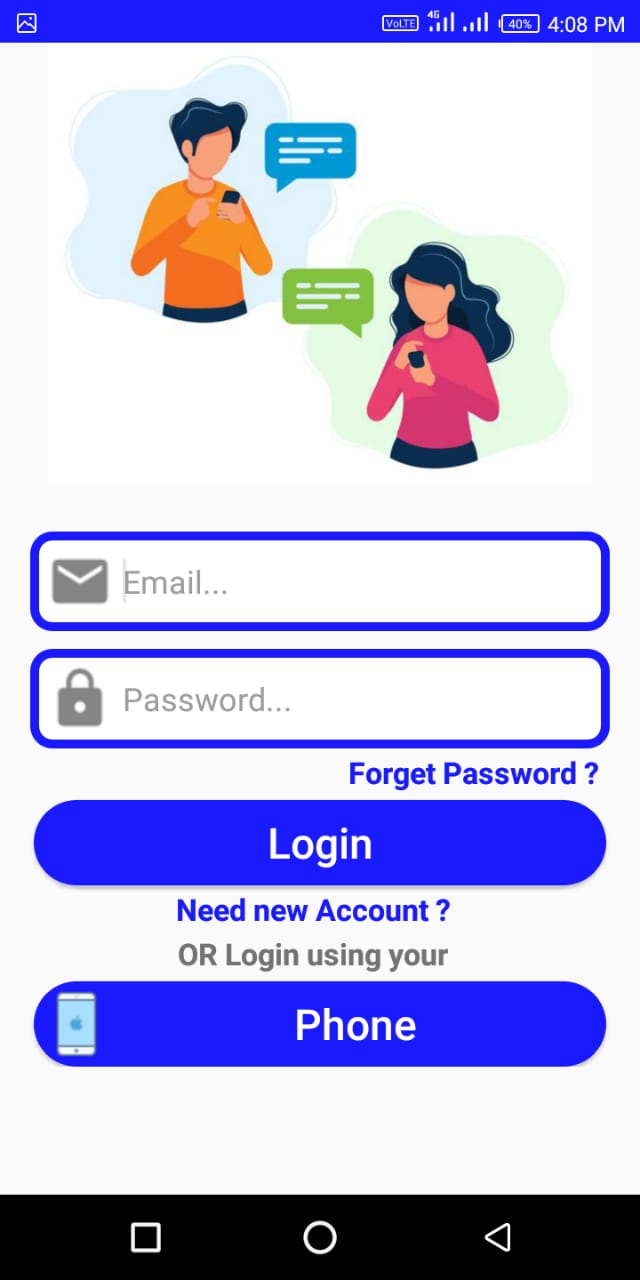 VoLTE 4G 40% 4:08 PM
Email...
Password...
Forget Password ?
Login
Need new Account ?
OR Login using your
Phone